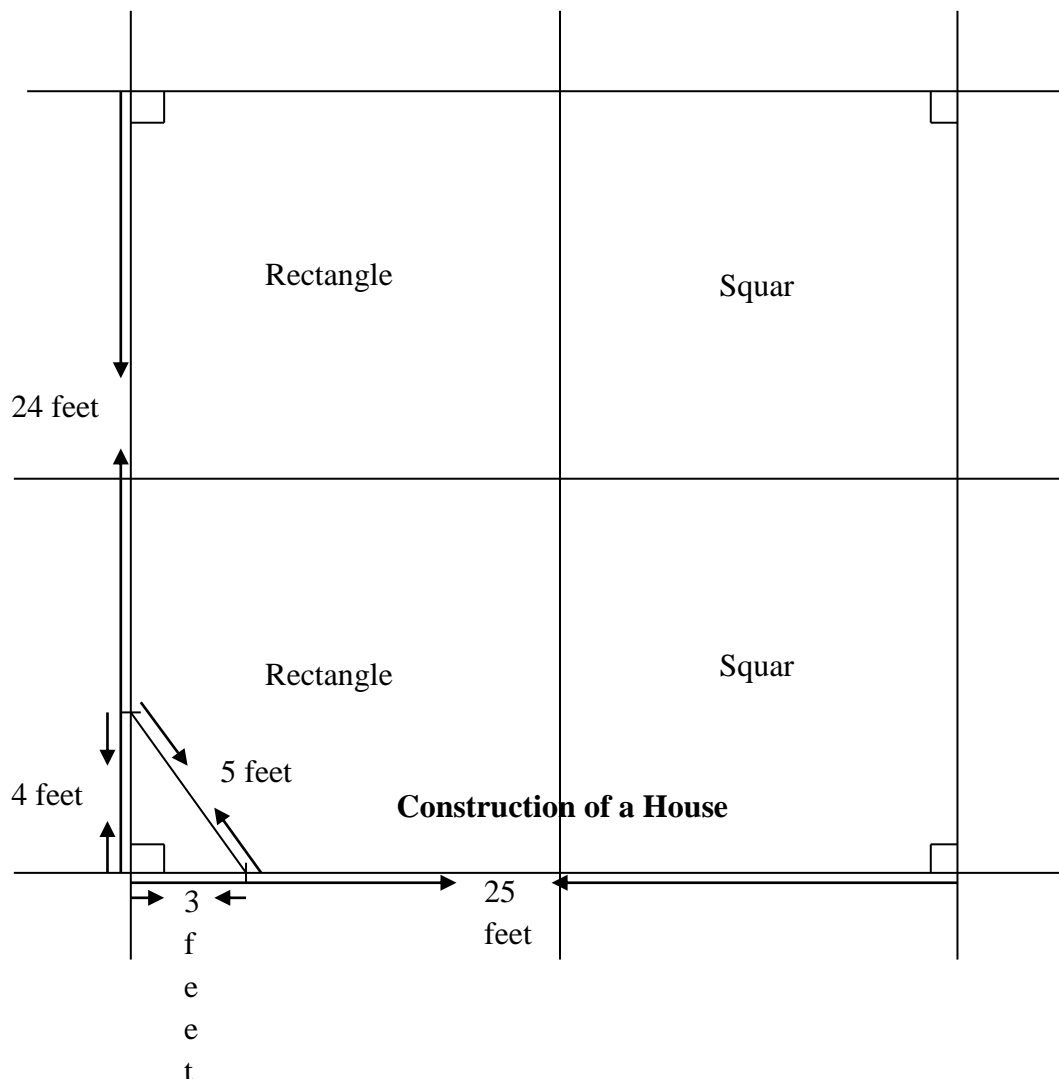 Rectangle
Squar
24 feet
Rectangle
Squar
5 feet
4 feet
Construction of a House
3
f
e
e
t
25
feet